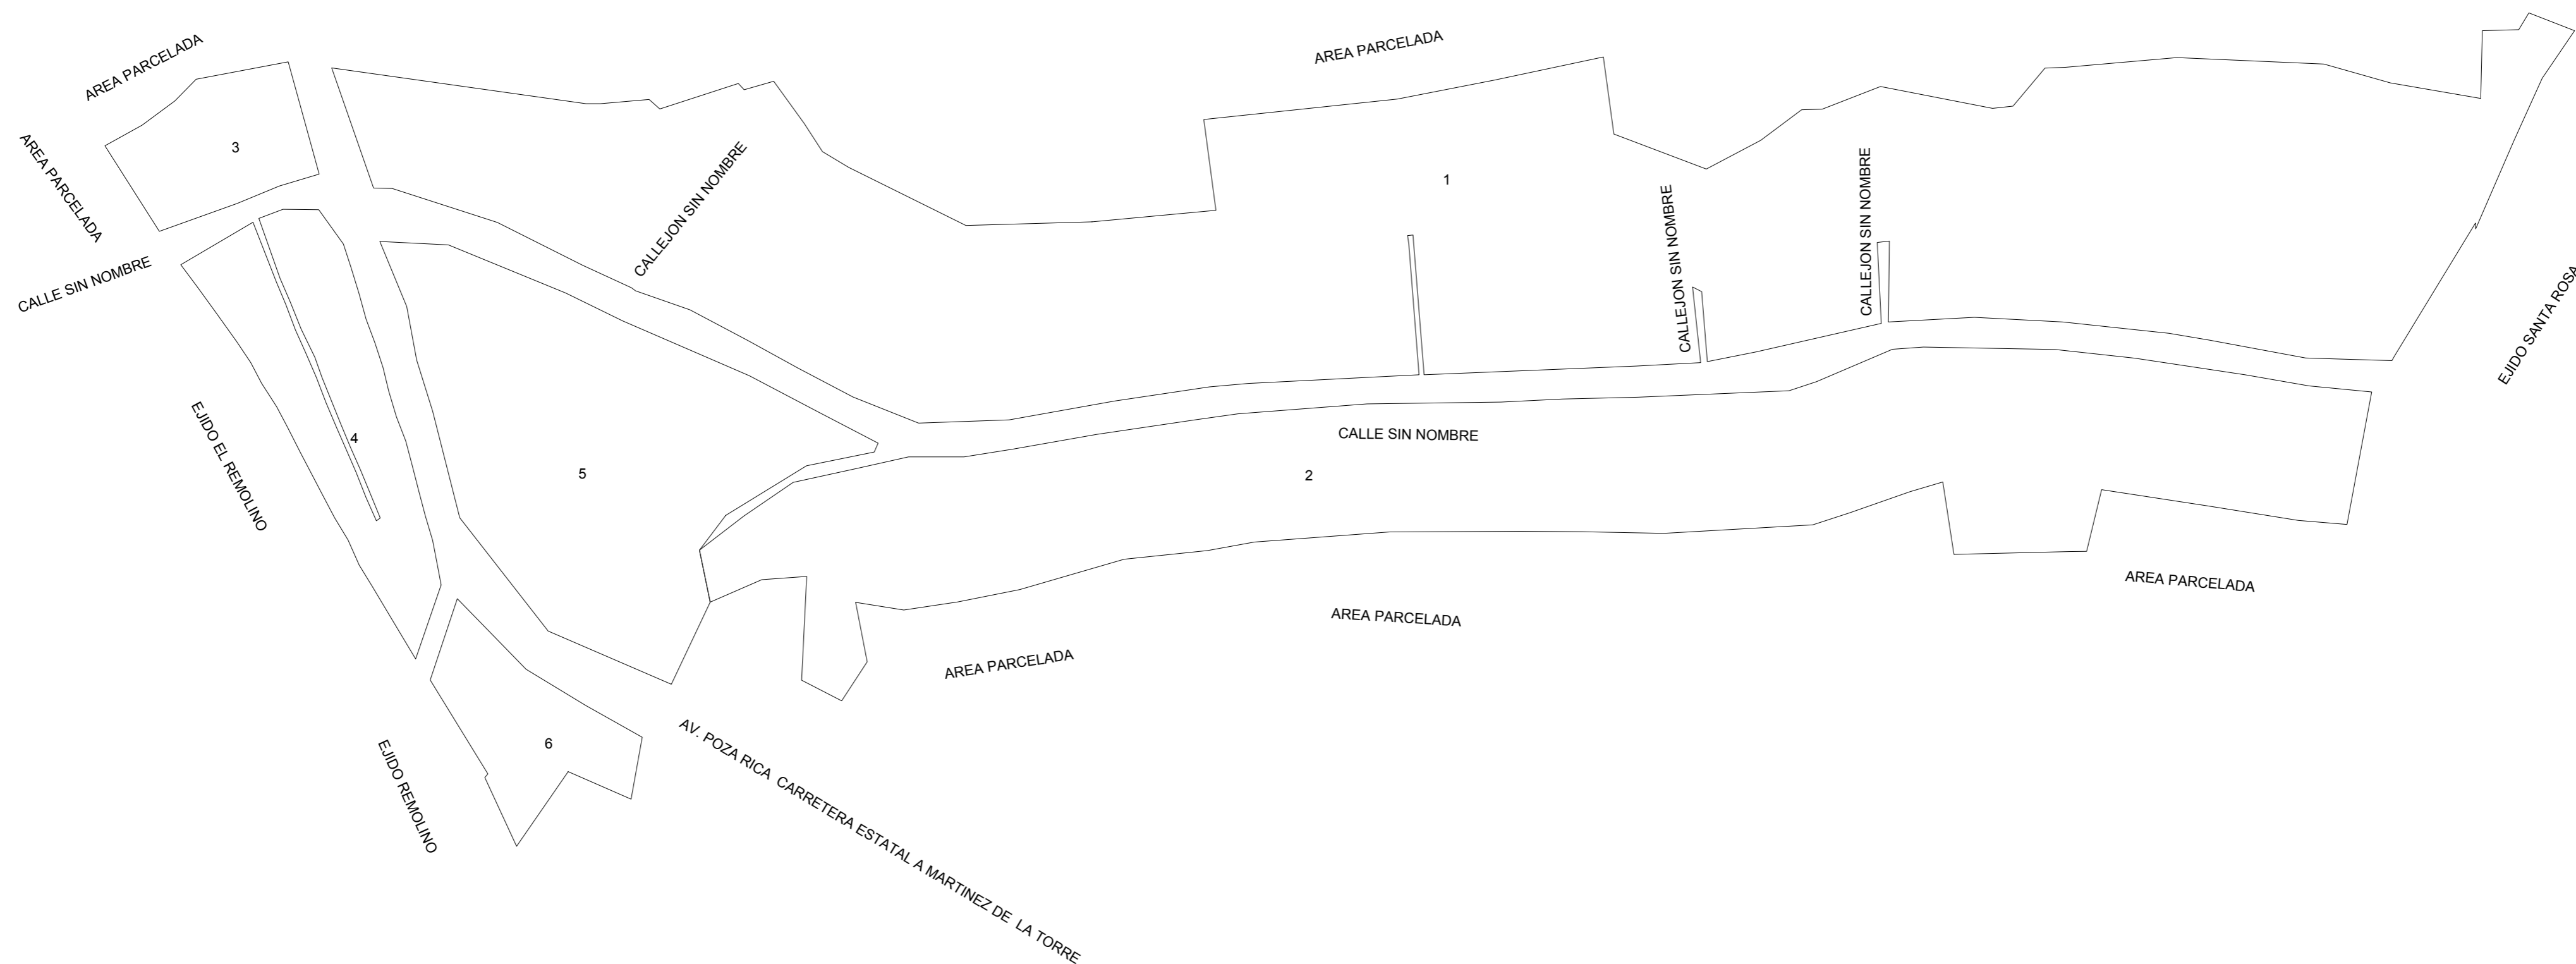 AREA PARCELADA
AREA PARCELADA
3
AREA PARCELADA
CALLEJON SIN NOMBRE
1
CALLEJON SIN NOMBRE
CALLEJON SIN NOMBRE
CALLE SIN NOMBRE
EJIDO SANTA ROSA
EJIDO EL REMOLINO
4
5
CALLE SIN NOMBRE
2
AREA PARCELADA
AREA PARCELADA
AREA PARCELADA
6
EJIDO REMOLINO
AV. POZA RICA CARRETERA ESTATAL A MARTINEZ DE LA TORRE